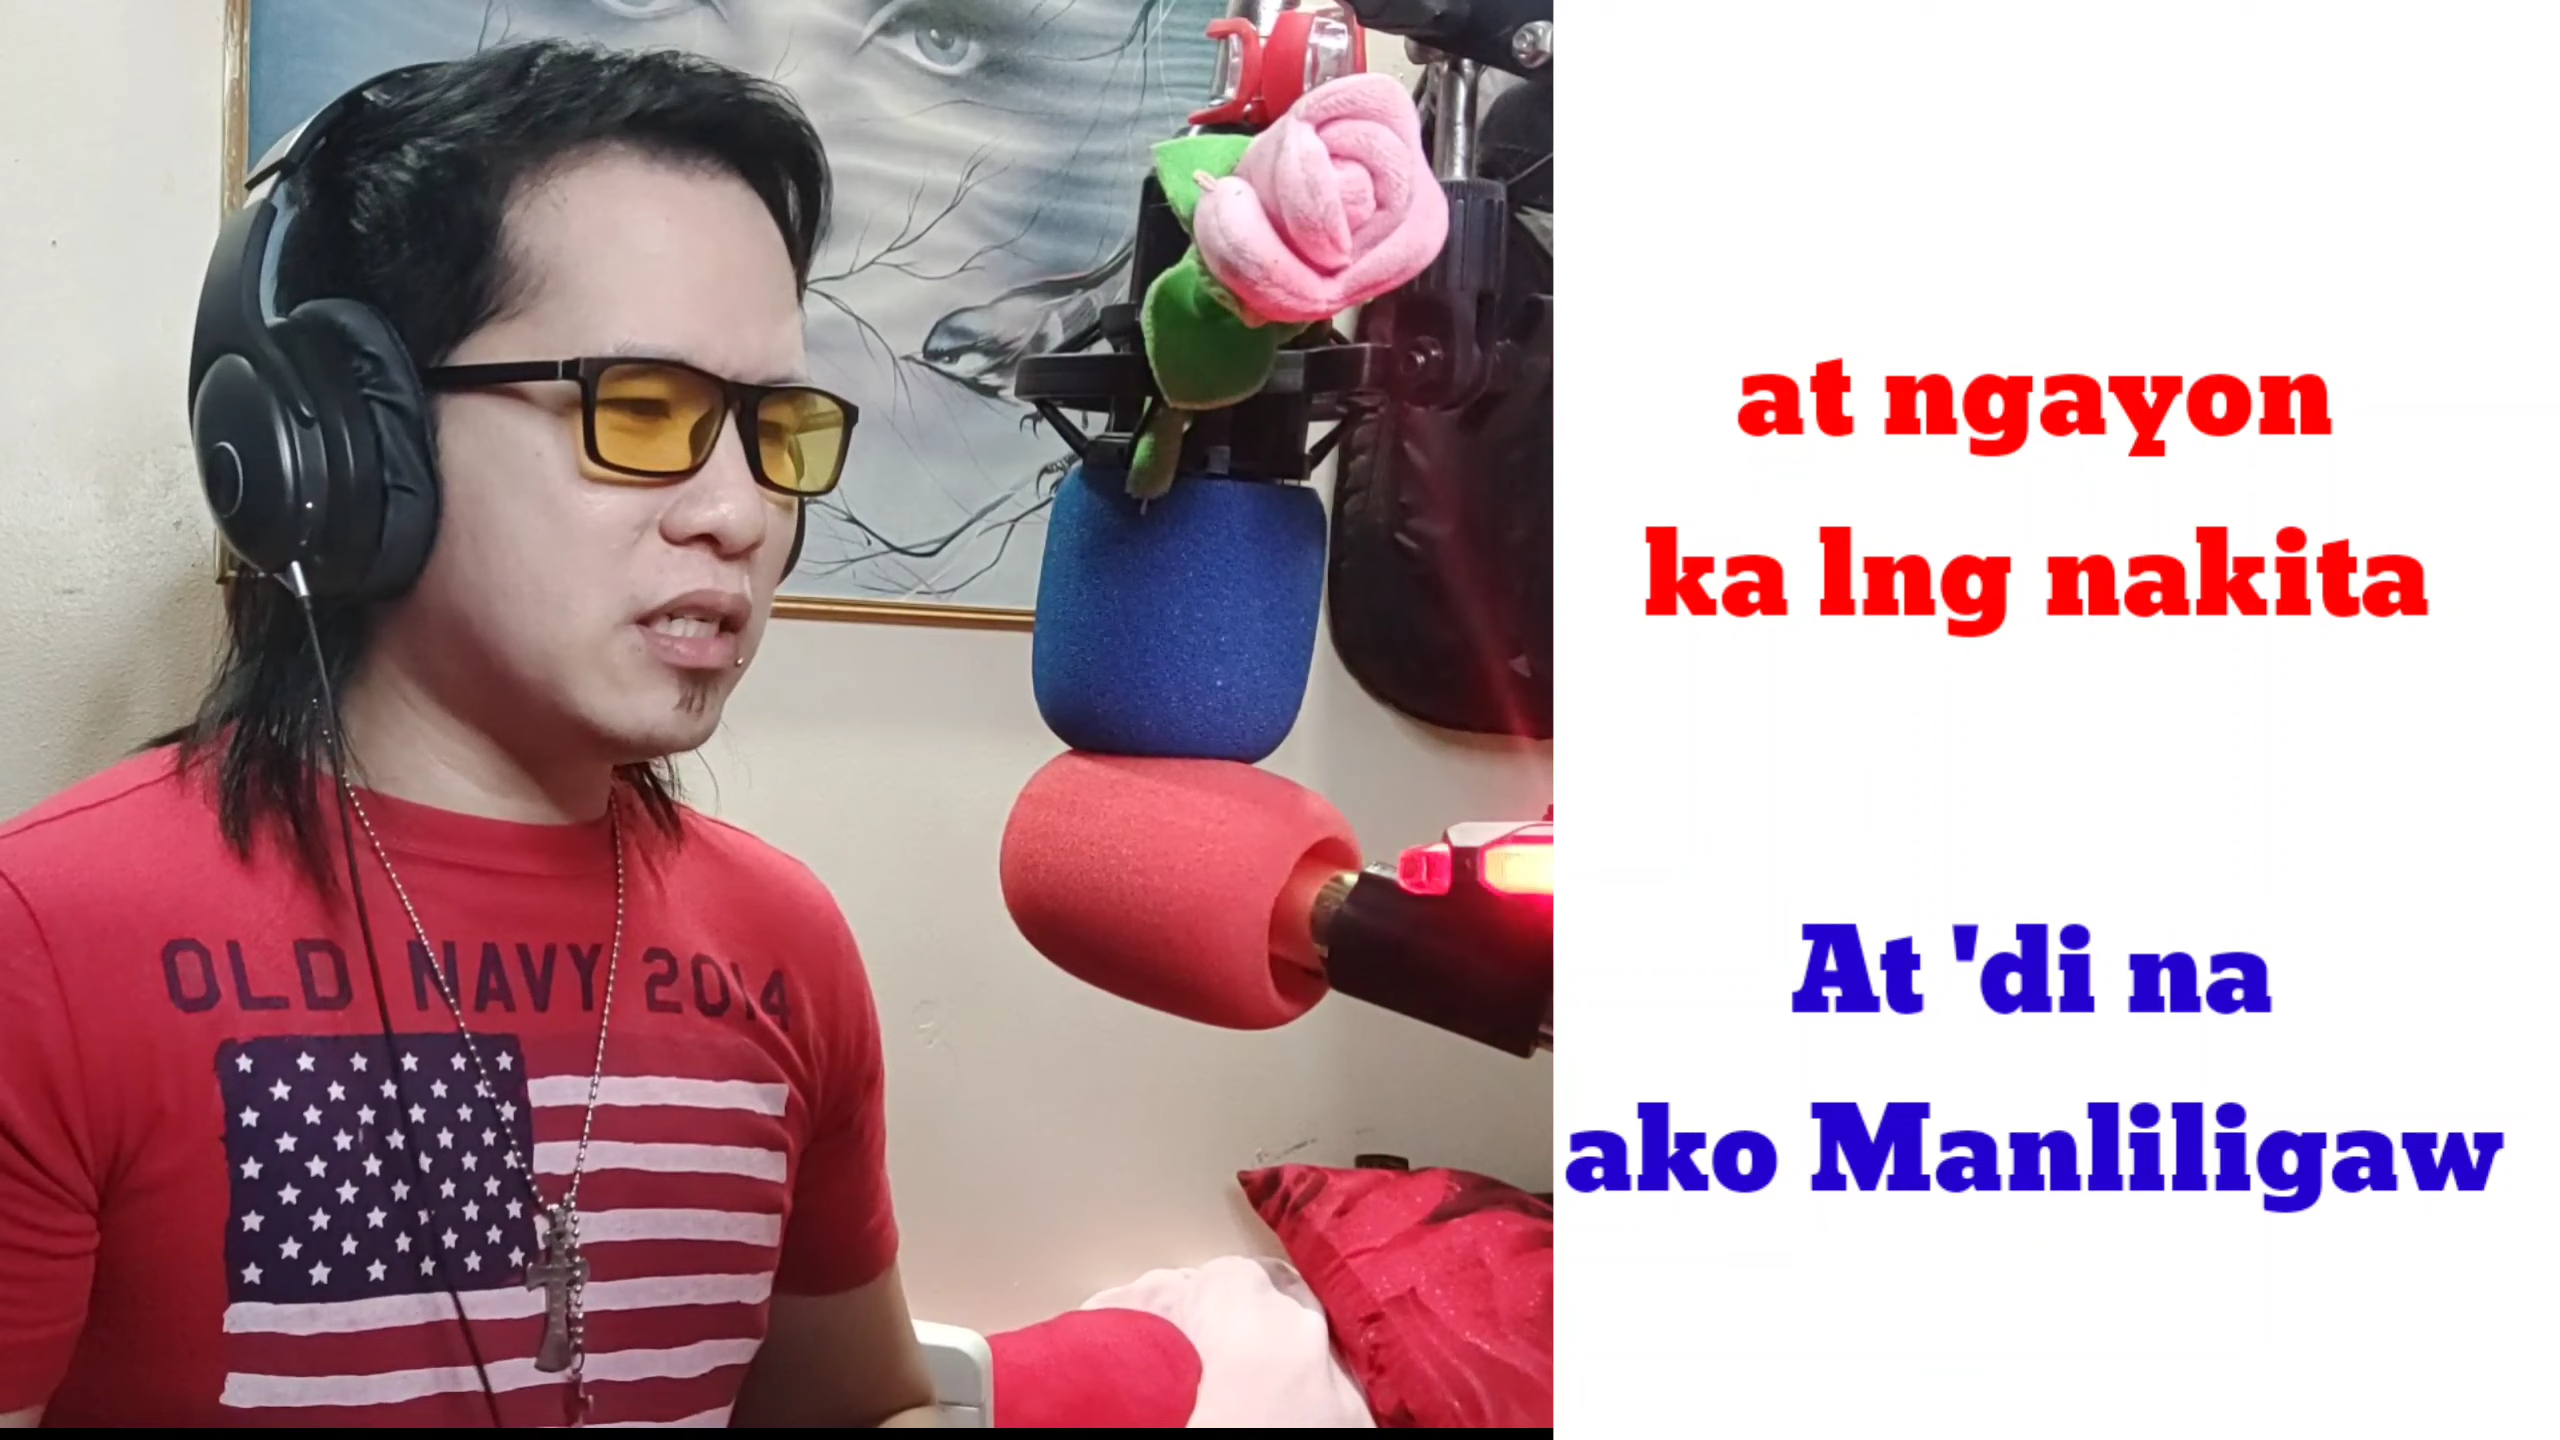 OLD NAVY 2014
at ngayon
ka lng nakita
At 'di na
ako Manliligaw